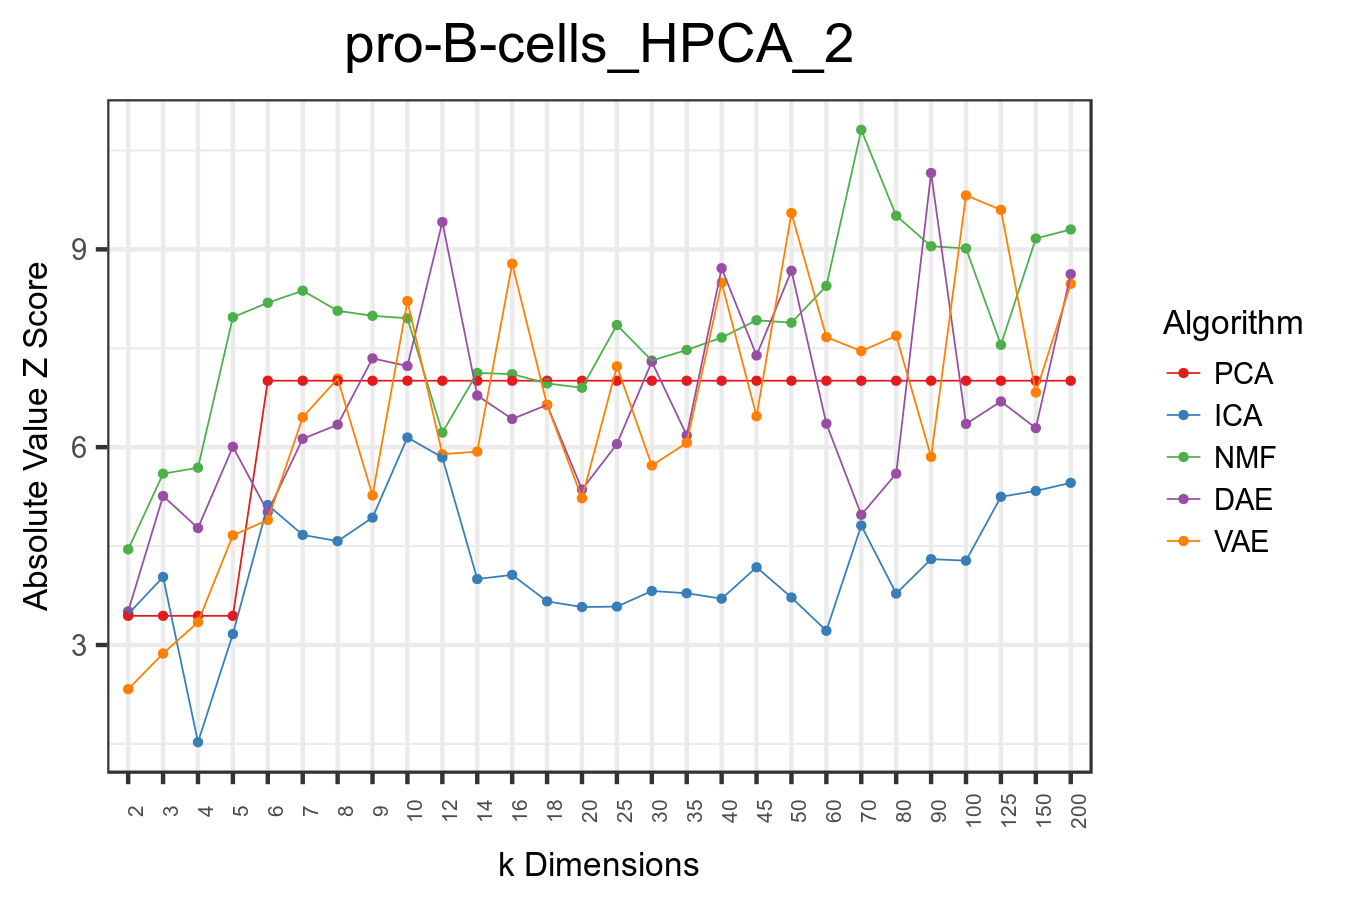 pro-B-cells_HPCA_2
Absolute Value Z Score
9
6
3
2 3 4 5 6 7 8 9 10 12 14 16 18 20 25 30 35 40 45 50 60 70 80 90 100 125 150 200
k Dimensions
Algorithm
PCA
ICA
NMF
DAE
VAE